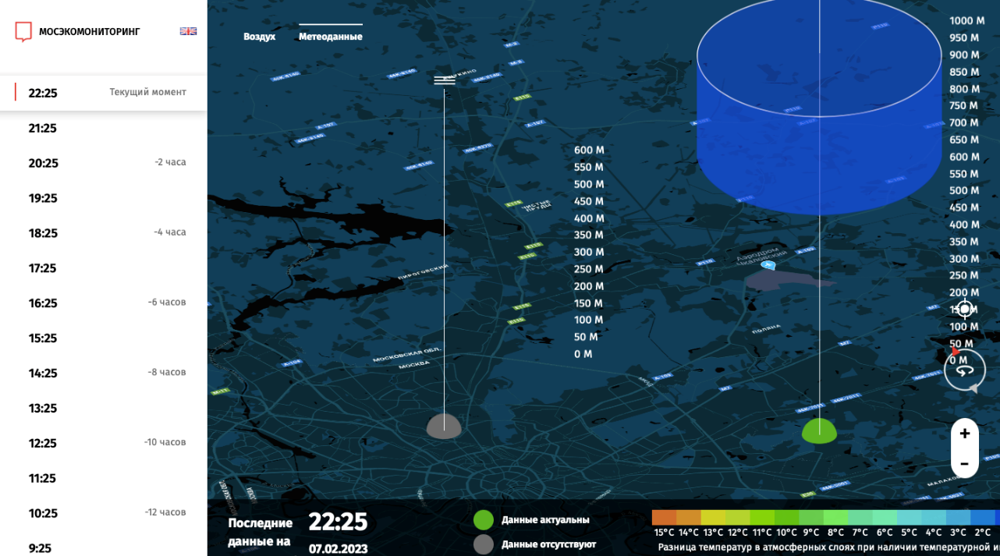 МОСЭКОМОНИТОРИНГ
22:25 Текущий момент
21:25
20:25 -2 часа
19:25
18:25 -4 часа
17:25
16:25 -6 часов
15:25
14:25 -8 часов
13:25
12:25 -10 часов
11:25
10:25 -12 часов
9:25
Воздух Метеоданные
ЧИСТЫЕ
ПРУДЫ
ПИРОГОВСКИЙ
МОСКОВСКАЯ ОБЛ.
МОСКВА
600 М
550 М
500 М
450 М
400 М
350 М
300 М
250 М
200 М
150 М
100 М
50 М
0 М
Аэродром
Чкаловский
ПОЛЯНА
1000 М
950 М
900 М
850 М
800 М
750 М
700 М
650 М
600 М
550 М
500 М
450 М
400 М
350 М
300 М
250 М
200 М
150 М
100 М
50 М
0 М
+
−
Последние
данные на
22:25
07.02.2023
Данные актуальны
Данные отсутствуют
15°C 14°C 13°C 12°C 11°C 10°C 9°C 8°C 7°C 6°C 5°C 4°C 3°C 2°C
Разница температур в атмосферных слоях при наличии температурной и